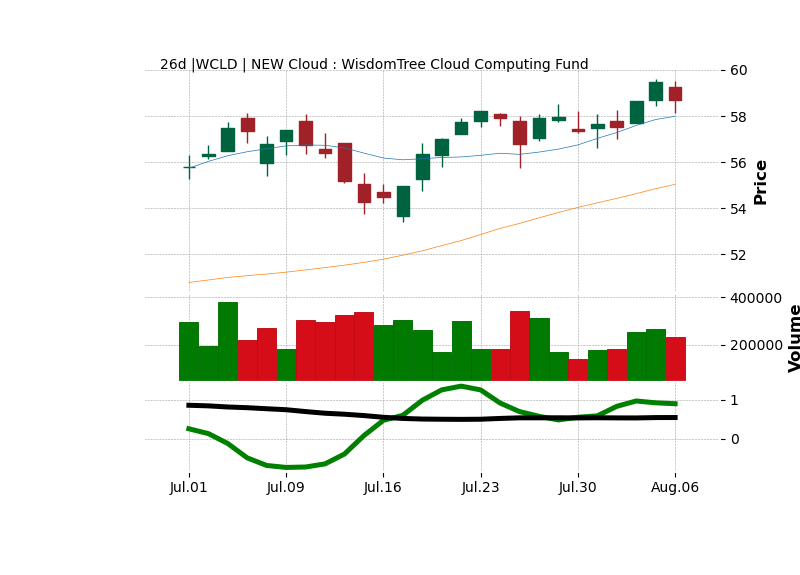 26d |WCLD | NEW Cloud : WisdomTree Cloud Computing Fund
60
58
56
54
52
Price
400000
200000
Volume
1
0
Jul.01 Jul.09 Jul.16 Jul.23 Jul.30 Aug.06